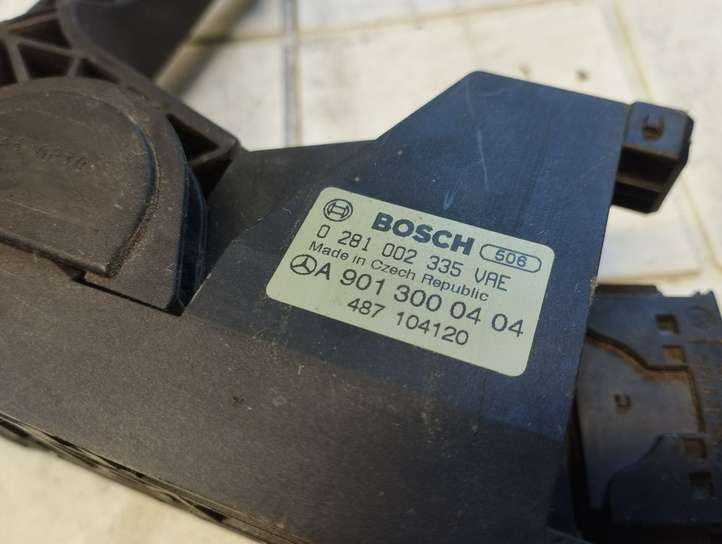 BOSCH 506
0 281 002 335 VAE
Made in Czech Republic
A 901 300 04 04
487 104120